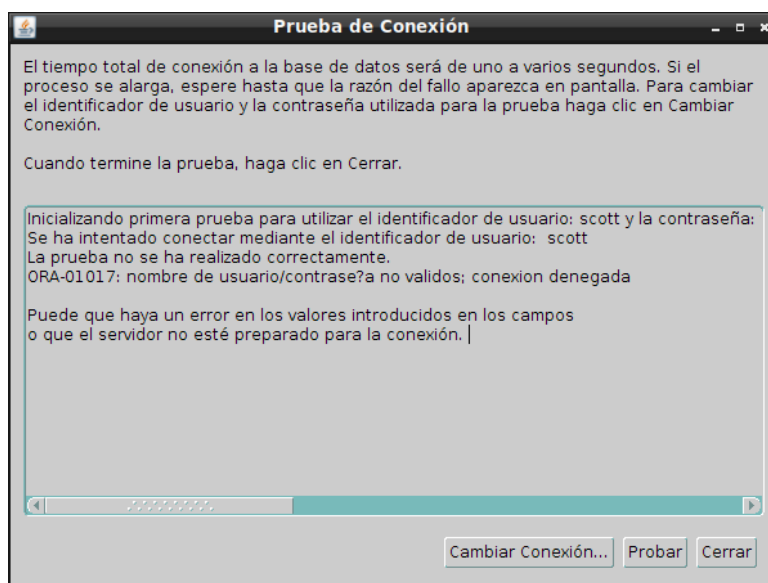 Prueba de Conexión
El tiempo total de conexión a la base de datos será de uno a varios segundos. Si el
proceso se alarga, espere hasta que la razón del fallo aparezca en pantalla. Para cambiar
el identificador de usuario y la contraseña utilizada para la prueba haga clic en Cambiar
Conexión.
Cuando termine la prueba, haga clic en Cerrar.
Inicializando primera prueba para utilizar el identificador de usuario: scott y la contraseña:
Se ha intentado conectar mediante el identificador de usuario:  scott
La prueba no se ha realizado correctamente.
ORA-01017: nombre de usuario/contrase?a no validos; conexion denegada
Puede que haya un error en los valores introducidos en los campos
o que el servidor no esté preparado para la conexión.
Cambiar Conexión... Probar Cerrar